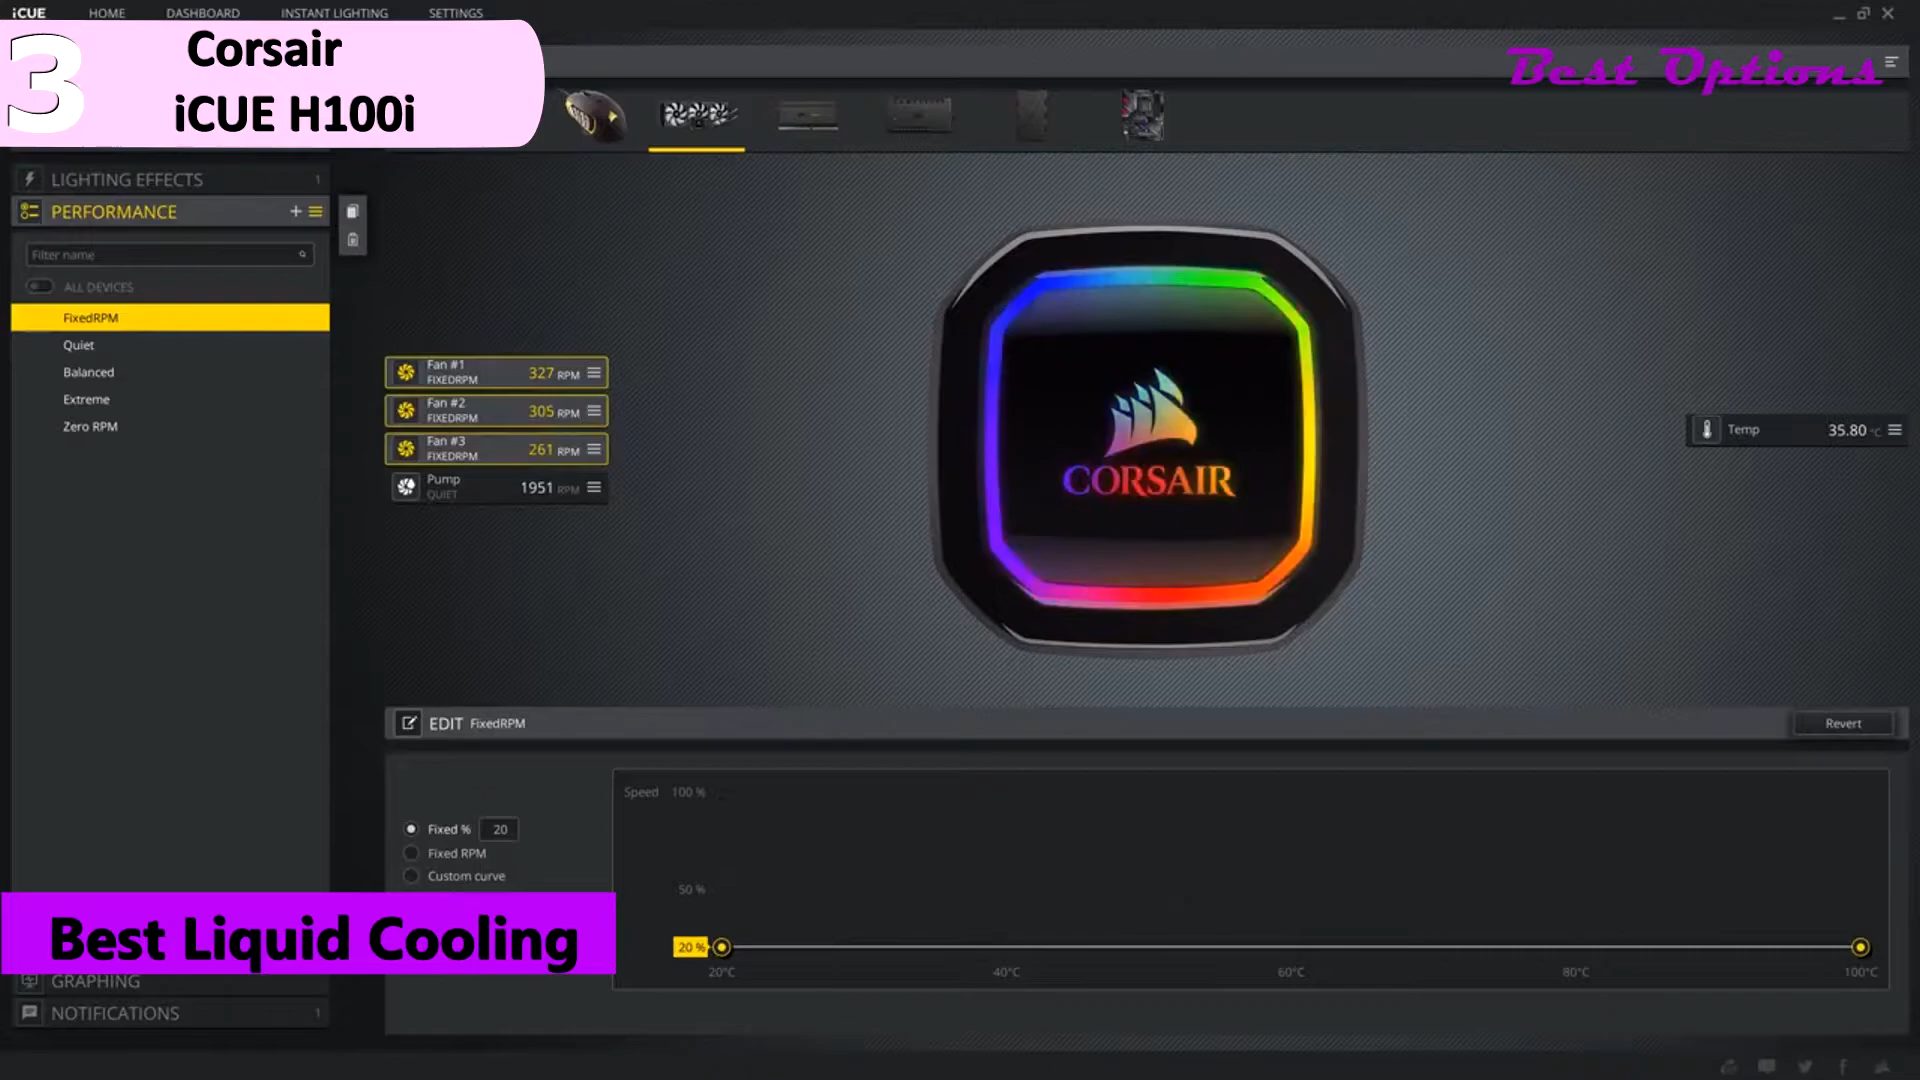 iCUE HOME DASHBOARD INSTANT LIGHTING SETTINGS
3 Corsair
iCUE H100i
Best Options
LIGHTING EFFECTS 1
PERFORMANCE
Filter name
ALL DEVICES
FixedRPM
Quiet
Balanced
Extreme
Zero RPM
Fan #1
FIXEDRPM 327 RPM
Fan #2
FIXEDRPM 305 RPM
Fan #3
FIXEDRPM 261 RPM
Pump
QUIET 1951 RPM
CORSAIR
Temp 35.80 °C
EDIT FixedRPM Revert
Speed 100 %
Fixed % 20
Fixed RPM
Custom curve
50 %
20 %
20°C 40°C 60°C 80°C 100°C
Best Liquid Cooling
GRAPHING
NOTIFICATIONS 1